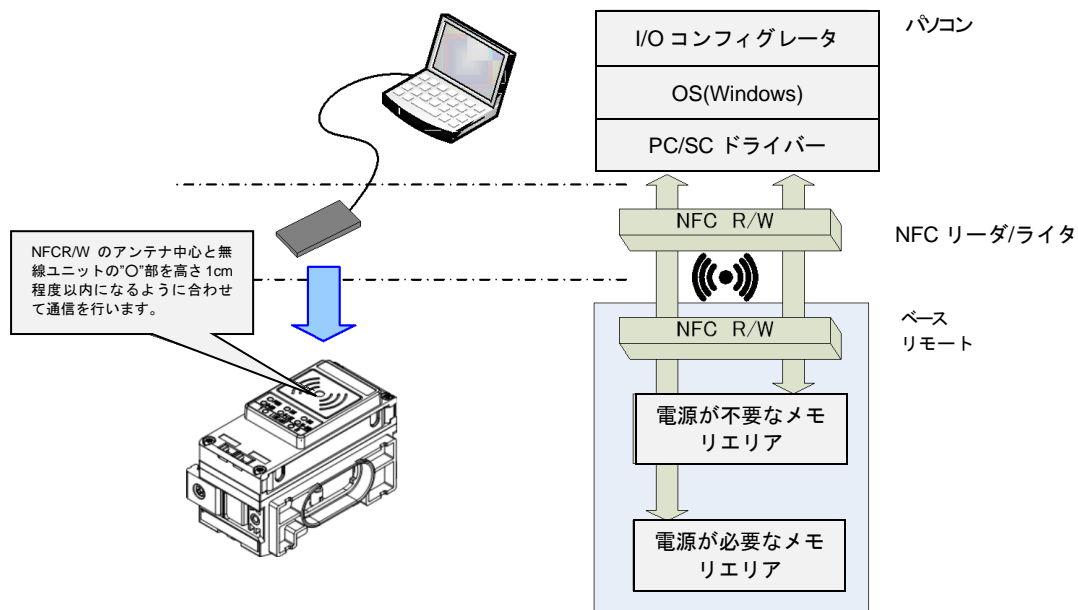 I/O コンフィグレータ
パソコン
OS(Windows)
PC/SC ドライバー
NFC R/W
NFC リーダ/ライタ
NFCR/W のアンテナ中心と無
線ユニットの"〇"部を高さ 1cm
程度以内になるように合わせ
て通信を行います。
NFC R/W
ベース
リモート
電源が不要なメモ
リエリア
電源が必要なメモ
リエリア